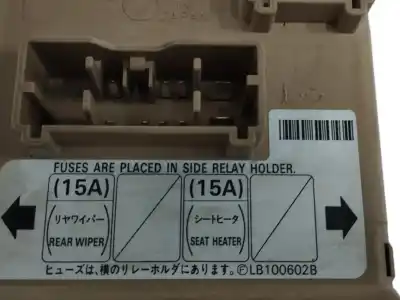 FUSES ARE PLACED IN SIDE RELAY HOLDER.
(15A) (15A)
(リヤワイパー) (シートヒータ)
(REAR WIPER) (SEAT HEATER)
ヒューズは、横のリレーホルダにあります。 ⓅLB100602B